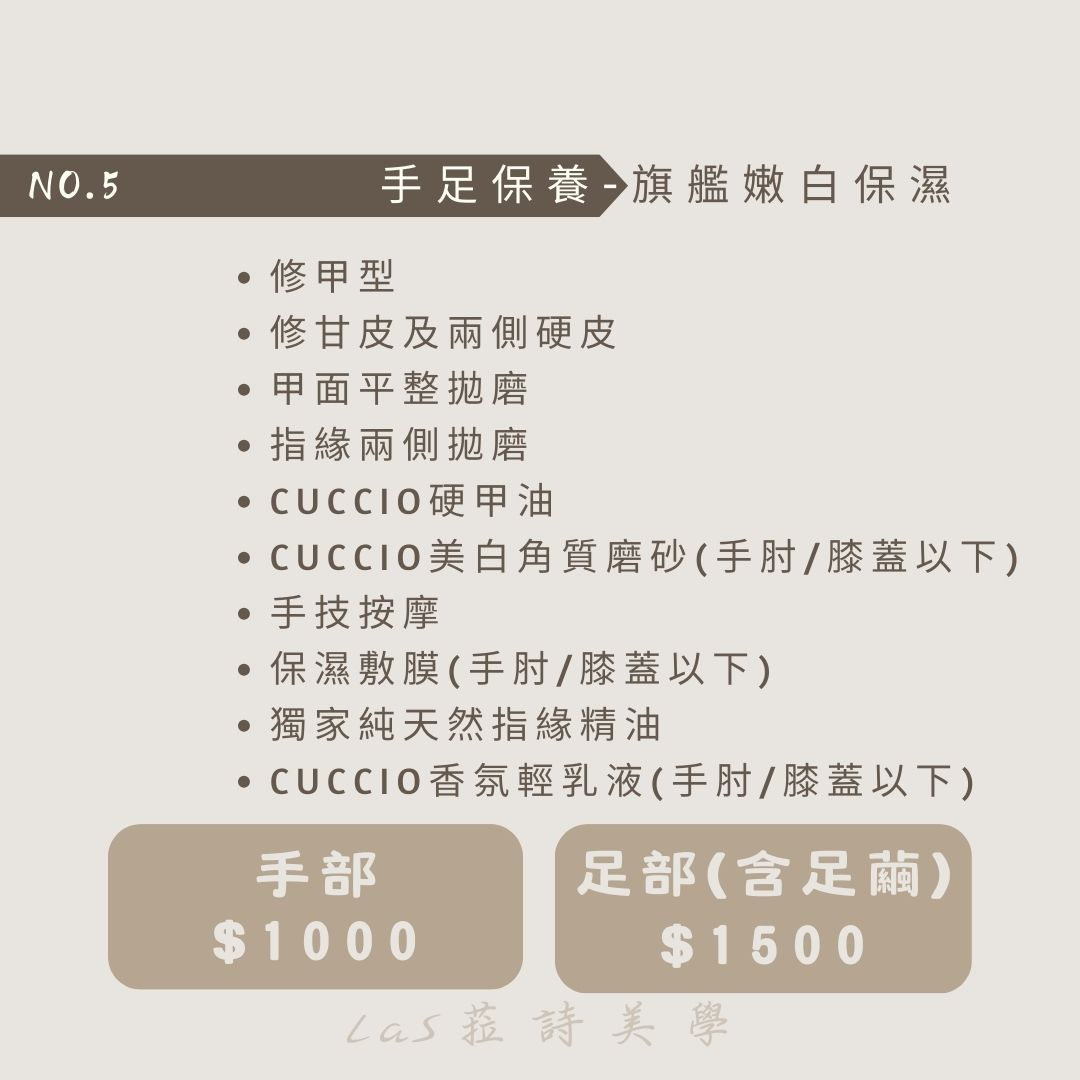 NO.5
手足保養-旗艦嫩白保濕
• 修甲型
• 修甘皮及兩側硬皮
• 甲面平整拋磨
• 指緣兩側拋磨
• CUCCIO硬甲油
• CUCCIO美白角質磨砂(手肘/膝蓋以下)
• 手技按摩
• 保濕敷膜(手肘/膝蓋以下)
• 獨家純天然指緣精油
• CUCCIO香氛輕乳液(手肘/膝蓋以下)
手部
$1000
足部(含足繭)
$1500
LaS菈詩美學